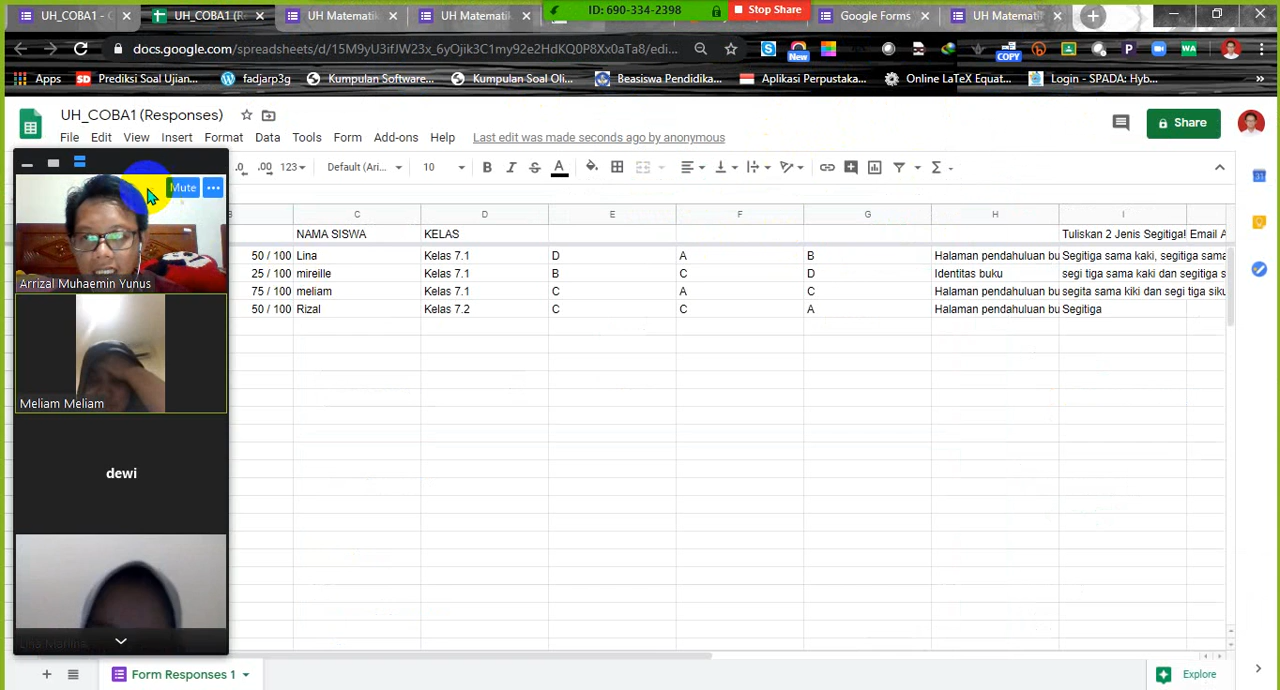 UH_COBA1 - G
UH_COBA1 (R
UH Matematik
UH Matematik
ID: 690-334-2398
Stop Share
Google Forms
UH Matemati
docs.google.com/spreadsheets/d/15M9yU3ifJW23x_6yOjik3C1my92e2HdKQ0P8Xx0aTa8/edi...
New
COPY
P
WA
Apps
SD Prediksi Soal Ujian...
fadjarp3g
Kumpulan Software...
Kumpulan Soal Oli...
Beasiswa Pendidika...
Aplikasi Perpustaka...
Online LaTeX Equat...
Login - SPADA: Hyb...
»
UH_COBA1 (Responses)
Share
File Edit View Insert Format Data Tools Form Add-ons Help Last edit was made seconds ago by anonymous
.0 .00 123 Default (Ari... 10 B I S A
Mute
B C D E F G H I
NAMA SISWA KELAS Tuliskan 2 Jenis Segitiga! Email A
50 / 100 Lina Kelas 7.1 D A B Halaman pendahuluan bu Segitiga sama kaki, segitiga sama
25 / 100 mireille Kelas 7.1 B C D Identitas buku segi tiga sama kaki dan segitiga s
75 / 100 meliam Kelas 7.1 C A C Halaman pendahuluan bu segita sama kiki dan segi tiga siku
50 / 100 Rizal Kelas 7.2 C C A Halaman pendahuluan bu Segitiga
Arrizal Muhaemin Yunus
Meliam Meliam
dewi
Form Responses 1
Explore